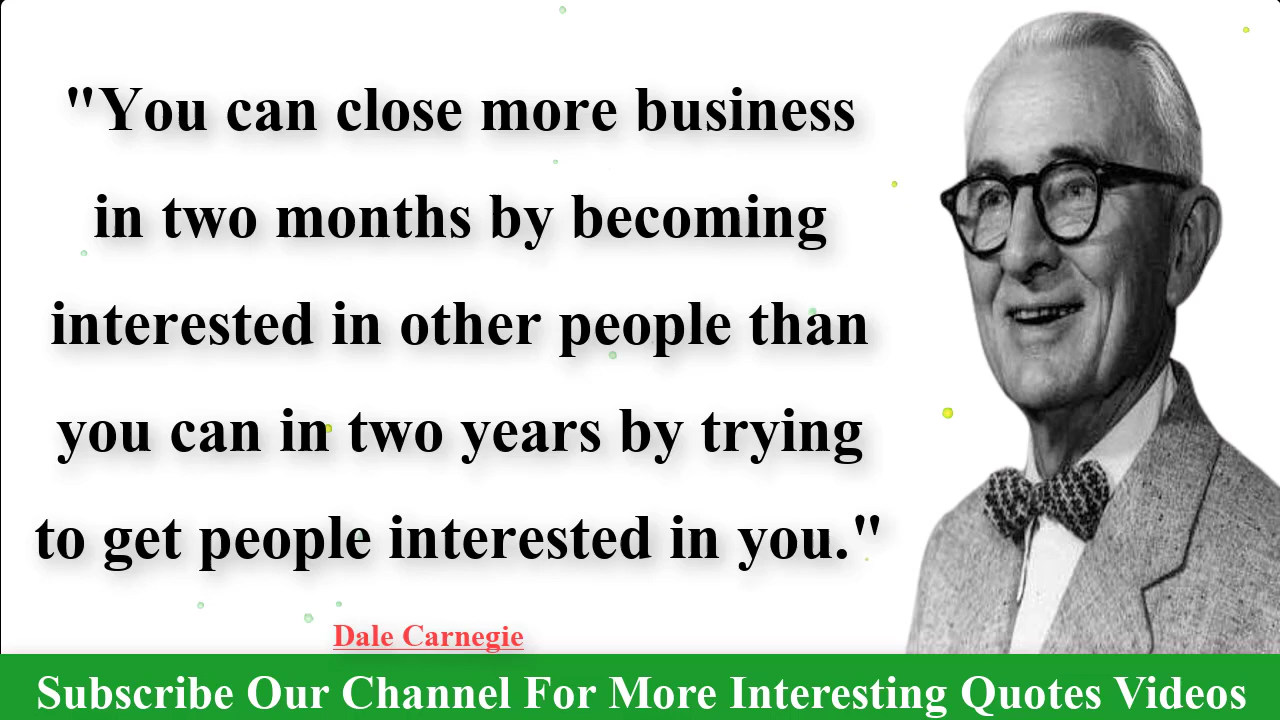 "You can close more business
in two months by becoming
interested in other people than
you can in two years by trying
to get people interested in you."
Dale Carnegie
Subscribe Our Channel For More Interesting Quotes Videos